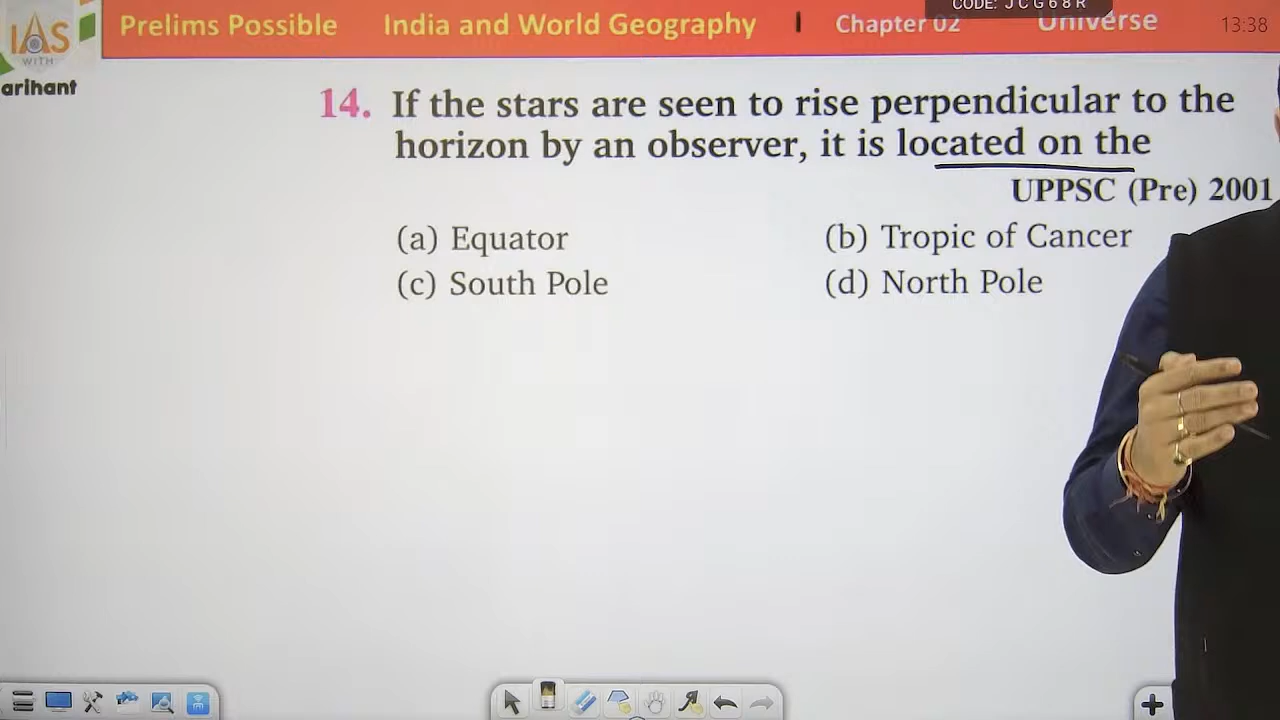 CODE: JCG68R
Prelims Possible India and World Geography | Chapter 02 Universe 13:38
IAS
WITH
arihant
14. If the stars are seen to rise perpendicular to the
horizon by an observer, it is located on the
UPPSC (Pre) 2001
(a) Equator (b) Tropic of Cancer
(c) South Pole (d) North Pole